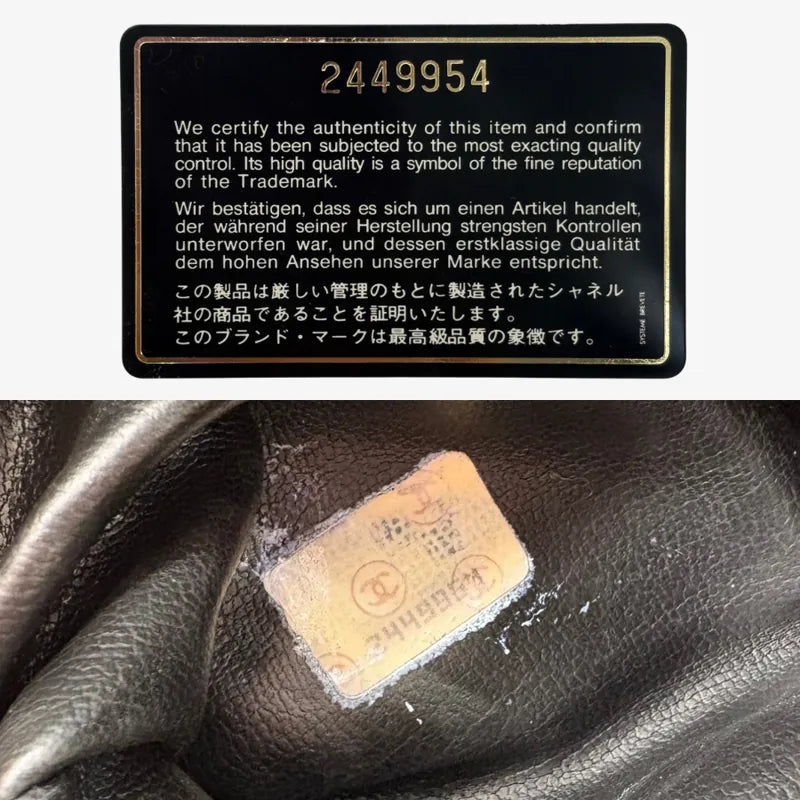 2449954
We certify the authenticity of this item and confirm
that it has been subjected to the most exacting quality
control. Its high quality is a symbol of the fine reputation
of the Trademark.
Wir bestätigen, dass es sich um einen Artikel handelt,
der während seiner Herstellung strengsten Kontrollen
unterworfen war, und dessen erstklassige Qualität
dem hohen Ansehen unserer Marke entspricht.
この製品は厳しい管理のもとに製造されたシャネル
社の商品であることを証明いたします。
このブランド・マークは最高級品質の象徴です。
SYSTEME BREVETE